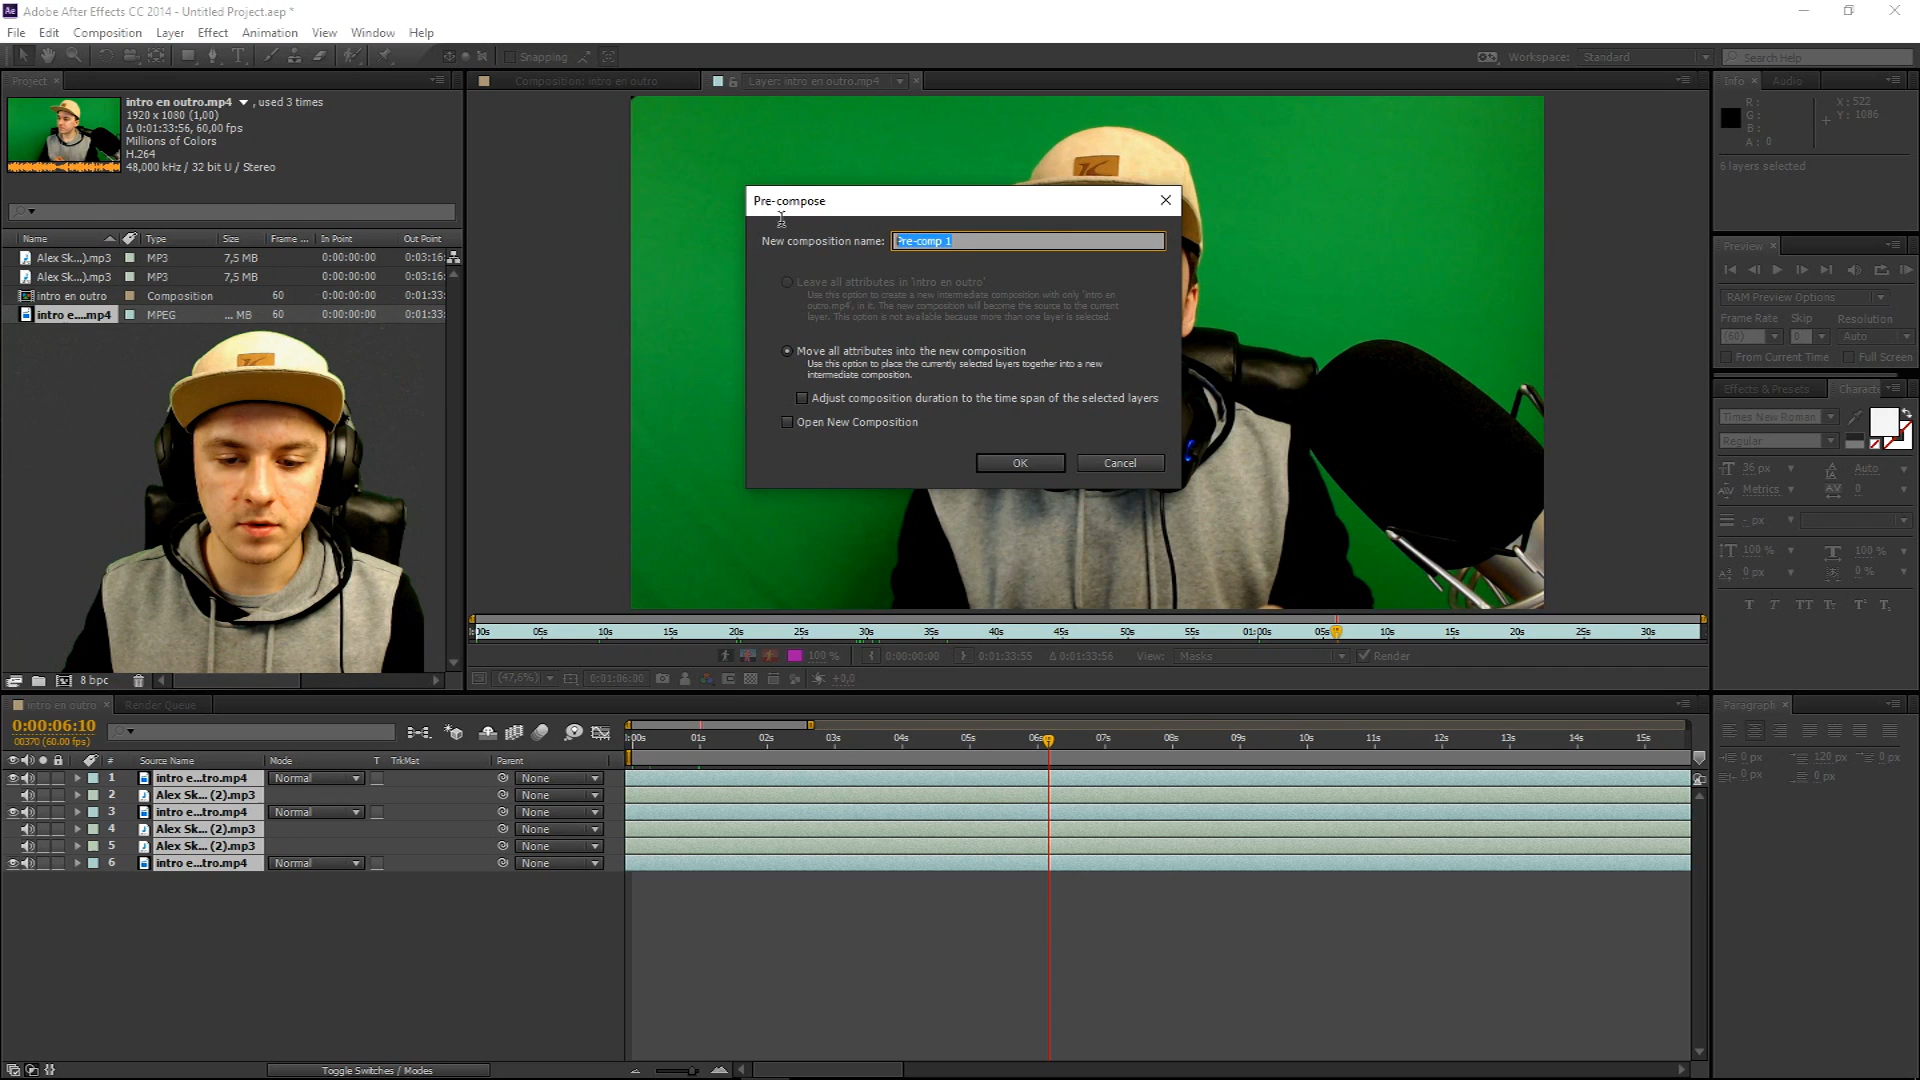 Adobe After Effects CC 2014 - Untitled Project.aep *
File Edit Composition Layer Effect Animation View Window Help
Snapping
Workspace: Standard
Search Help
Project
intro en outro.mp4 , used 3 times
1920 x 1080 (1,00)
Δ 0:01:33:56, 60,00 fps
Millions of Colors
H.264
48,000 kHz / 32 bit U / Stereo
Name Type Size Frame ... In Point Out Point
Alex Sk...).mp3 MP3 7,5 MB 0:00:00:00 0:03:16:
Alex Sk...).mp3 MP3 7,5 MB 0:00:00:00 0:03:16:
intro en outro Composition 60 0:00:00:00 0:01:33:
intro e....mp4 MPEG ... MB 60 0:00:00:00 0:01:33:
8 bpc
Composition: intro en outro
Layer: intro en outro.mp4
Pre-compose
New composition name: Pre-comp 1
Leave all attributes in 'intro en outro'
Use this option to create a new intermediate composition with only 'intro en
outro.mp4' in it. The new composition will become the source to the current
layer. This option is not available because more than one layer is selected.
Move all attributes into the new composition
Use this option to place the currently selected layers together into a new
intermediate composition.
Adjust composition duration to the time span of the selected layers
Open New Composition
OK Cancel
:00s 05s 10s 15s 20s 25s 30s 35s 40s 45s 50s 55s 01:00s 05s 10s 15s 20s 25s 30s
100 % 0:00:00:00 0:01:33:55 Δ 0:01:33:56 View: Masks Render
(47,6%) 0:01:06:00 +0,0
Info Audio
R: X: 522
G: Y: 1086
B:
A: 0
6 layers selected
Preview
RAM Preview Options
Frame Rate Skip Resolution
(60) 0 Auto
From Current Time Full Screen
Effects & Presets Characte
Times New Roman
Regular
36 px Auto
Metrics 0
- px
100 % 100 %
0 px 0 %
T T TT Tt T T
Paragraph
0 px 120 px 0 px
0 px 0 px
intro en outro Render Queue
0:00:06:10
00370 (60.00 fps)
# Source Name Mode T TrkMat Parent
1 intro e...tro.mp4 Normal None
2 Alex Sk... (2).mp3 None
3 intro e...tro.mp4 Normal None
4 Alex Sk... (2).mp3 None
5 Alex Sk... (2).mp3 None
6 intro e...tro.mp4 Normal None
:00s 01s 02s 03s 04s 05s 06s 07s 08s 09s 10s 11s 12s 13s 14s 15s
Toggle Switches / Modes